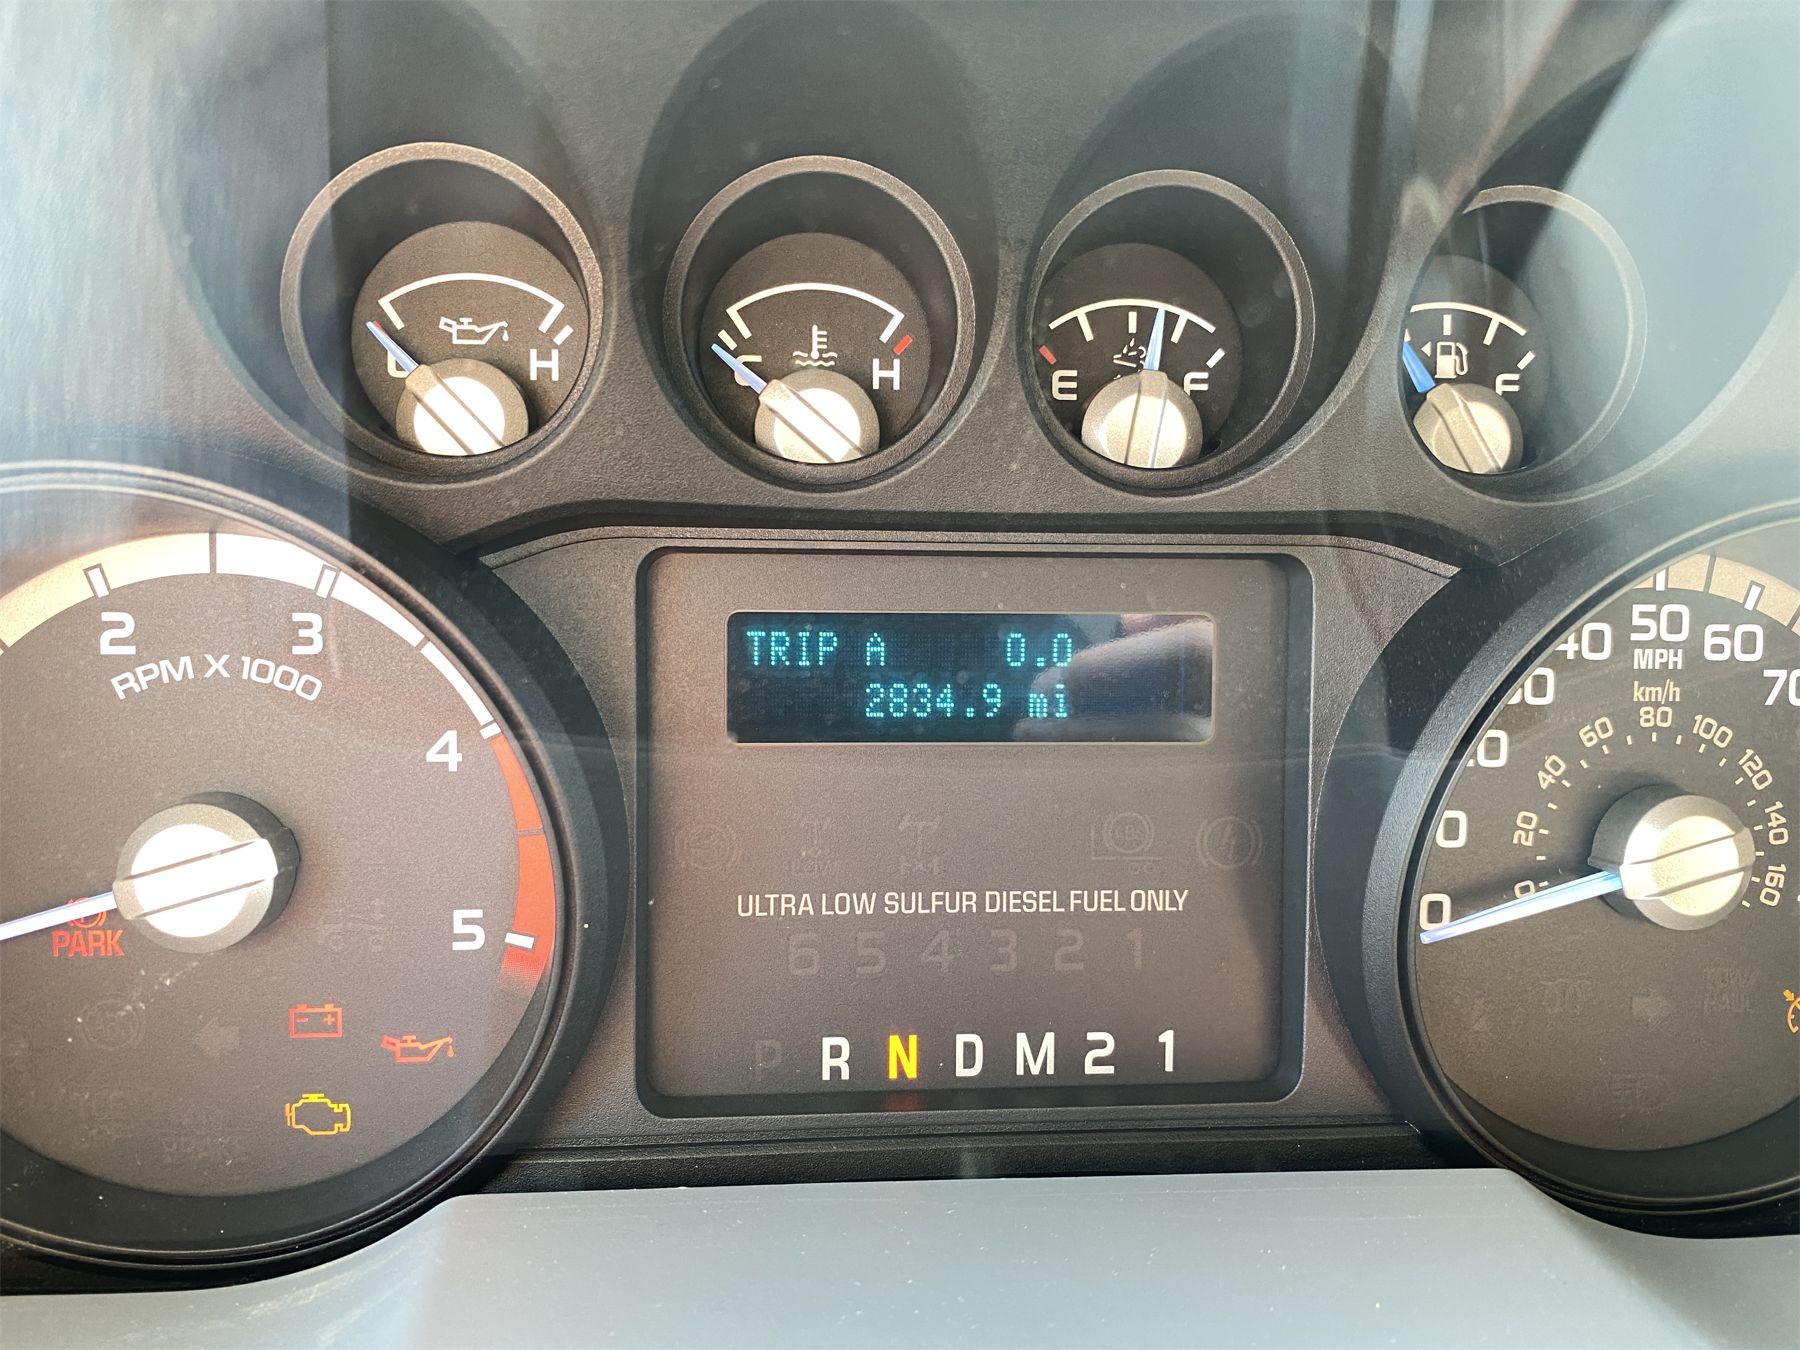 H
C H
E F
F
2 3
RPM X 1000
4
5
PARK
TRIP A 0.0
2834.9 mi
ULTRA LOW SULFUR DIESEL FUEL ONLY
6 5 4 3 2 1
P R N D M 2 1
40 50 60
MPH
70
km/h
0 20 40 60 80 100 120 140 160
0